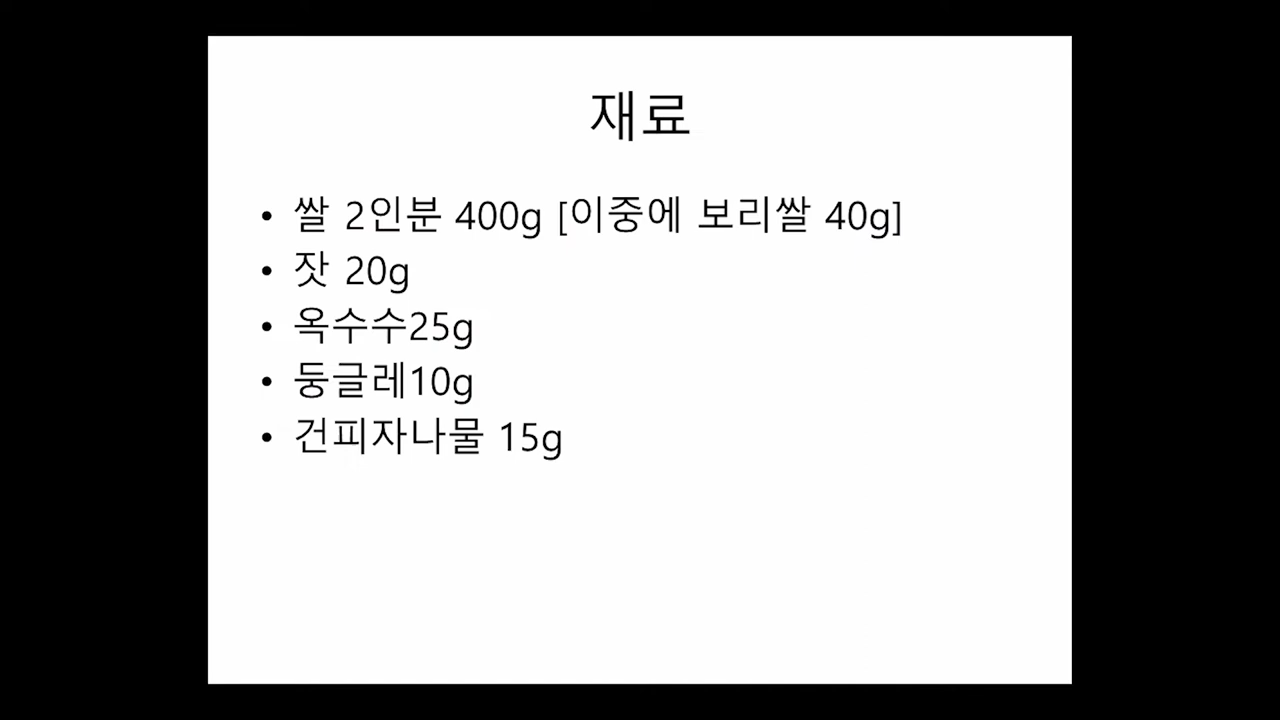 재료
• 쌀 2인분 400g [이중에 보리쌀 40g]
• 잣 20g
• 옥수수25g
• 둥글레10g
• 건피자나물 15g